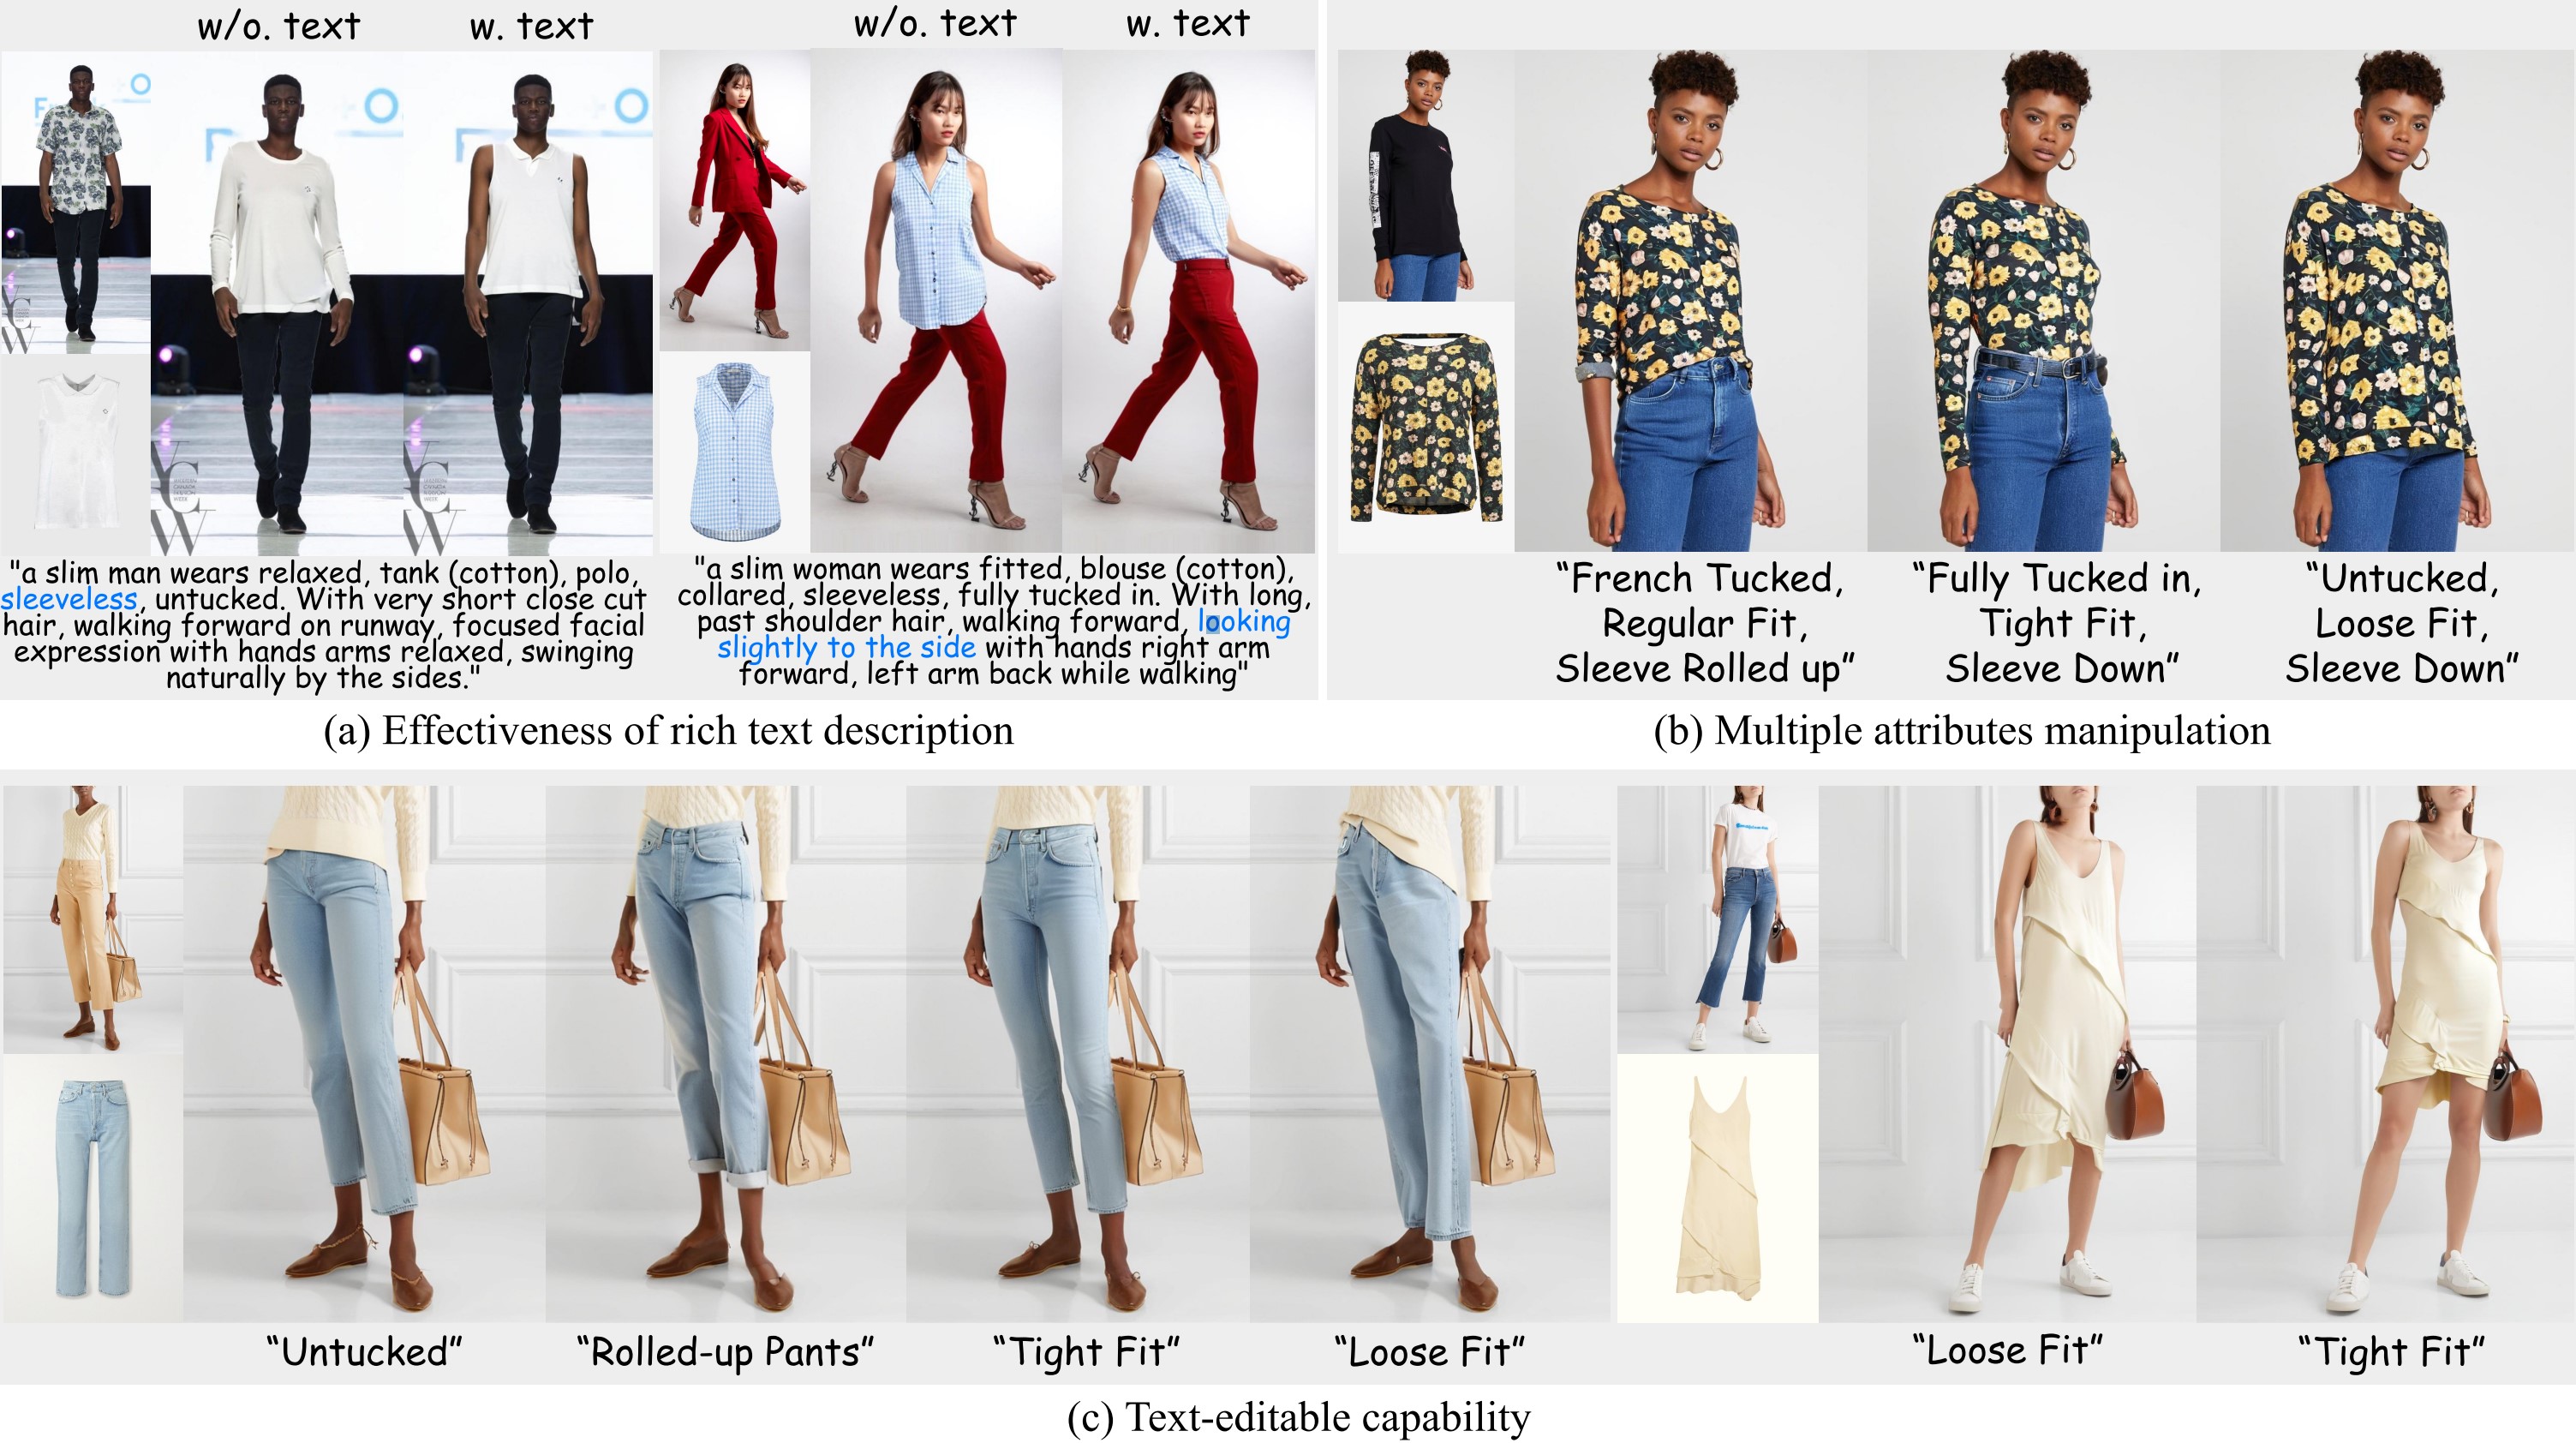 w/o. text
w. text
w/o. text
w. text
"a slim man wears relaxed, tank (cotton), polo,
sleeveless, untucked. With very short close cut
hair, walking forward on runway, focused facial
expression with hands arms relaxed, swinging
naturally by the sides."
"a slim woman wears fitted, blouse (cotton),
collared, sleeveless, fully tucked in. With long,
past shoulder hair, walking forward, looking
slightly to the side with hands right arm
forward, left arm back while walking"
(a) Effectiveness of rich text description
“French Tucked,
Regular Fit,
Sleeve Rolled up”
“Fully Tucked in,
Tight Fit,
Sleeve Down”
“Untucked,
Loose Fit,
Sleeve Down”
(b) Multiple attributes manipulation
“Untucked”
“Rolled-up Pants”
“Tight Fit”
“Loose Fit”
“Loose Fit”
“Tight Fit”
(c) Text-editable capability